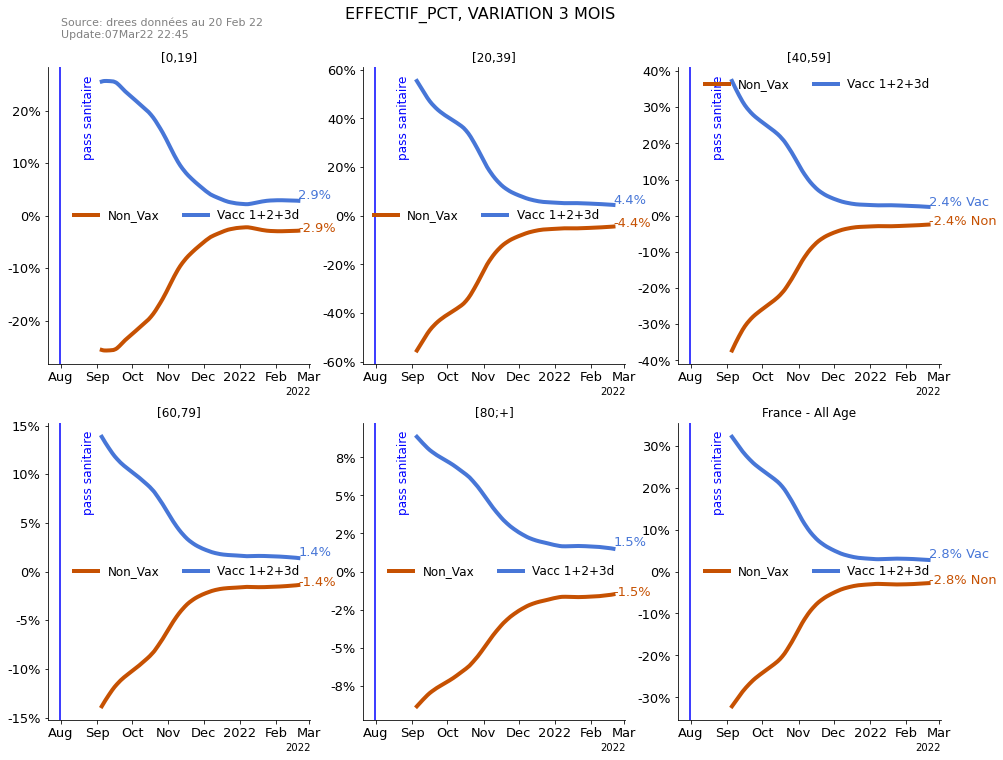 EFFECTIF_PCT, VARIATION 3 MOIS
Source: drees données au 20 Feb 22
Update:07Mar22 22:45
[0,19]
20%
10%
0%
-10%
-20%
pass sanitaire
Non_Vax Vacc 1+2+3d
2.9%
-2.9%
Aug Sep Oct Nov Dec 2022 Feb Mar
2022
[20,39]
60%
40%
20%
0%
-20%
-40%
-60%
pass sanitaire
Non_Vax Vacc 1+2+3d
4.4%
-4.4%
Aug Sep Oct Nov Dec 2022 Feb Mar
2022
[40,59]
40%
30%
20%
10%
0%
-10%
-20%
-30%
-40%
pass sanitaire
Non_Vax Vacc 1+2+3d
2.4% Vac
-2.4% Non
Aug Sep Oct Nov Dec 2022 Feb Mar
2022
[60,79]
15%
10%
5%
0%
-5%
-10%
-15%
pass sanitaire
Non_Vax Vacc 1+2+3d
1.4%
-1.4%
Aug Sep Oct Nov Dec 2022 Feb Mar
2022
[80;+]
8%
5%
2%
0%
-2%
-5%
-8%
pass sanitaire
Non_Vax Vacc 1+2+3d
1.5%
-1.5%
Aug Sep Oct Nov Dec 2022 Feb Mar
2022
France - All Age
30%
20%
10%
0%
-10%
-20%
-30%
pass sanitaire
Non_Vax Vacc 1+2+3d
2.8% Vac
-2.8% Non
Aug Sep Oct Nov Dec 2022 Feb Mar
2022